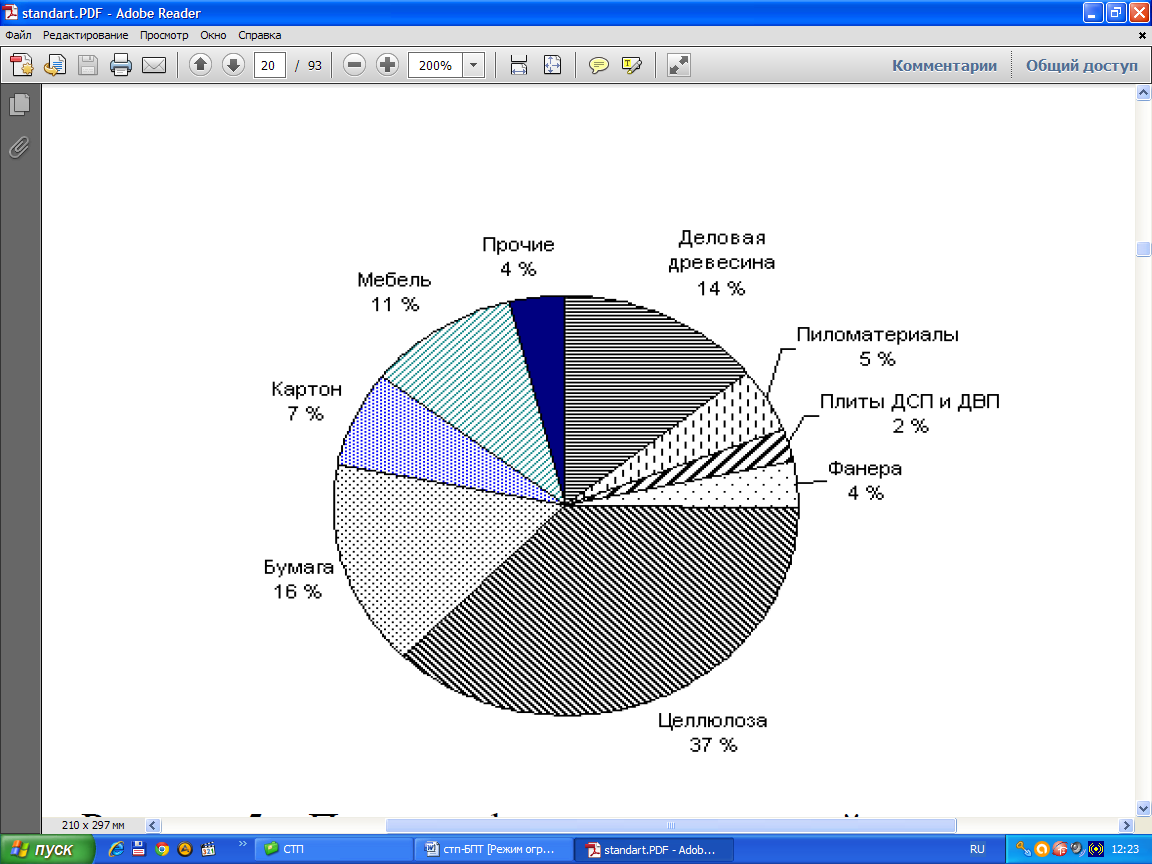 standart.PDF - Adobe Reader
Файл Редактирование Просмотр Окно Справка
20 / 93 200% Комментарии Общий доступ
Прочие
4 %
Деловая
древесина
14 %
Мебель
11 %
Пиломатериалы
5 %
Картон
7 %
Плиты ДСП и ДВП
2 %
Фанера
4 %
Бумага
16 %
Целлюлоза
37 %
210 x 297 мм
пуск СТП стп-БПТ [Режим огр... standart.PDF - Adob... RU 12:23